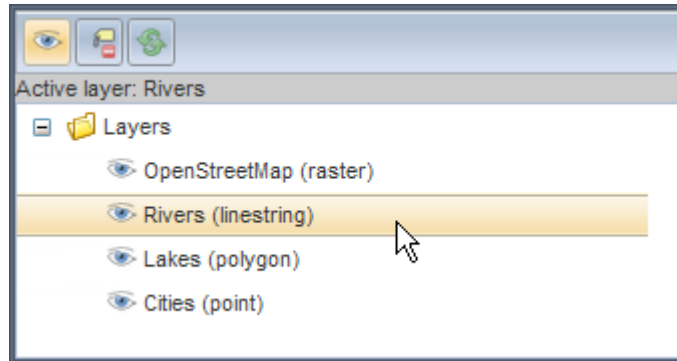 Active layer: Rivers
Layers
OpenStreetMap (raster)
Rivers (linestring)
Lakes (polygon)
Cities (point)